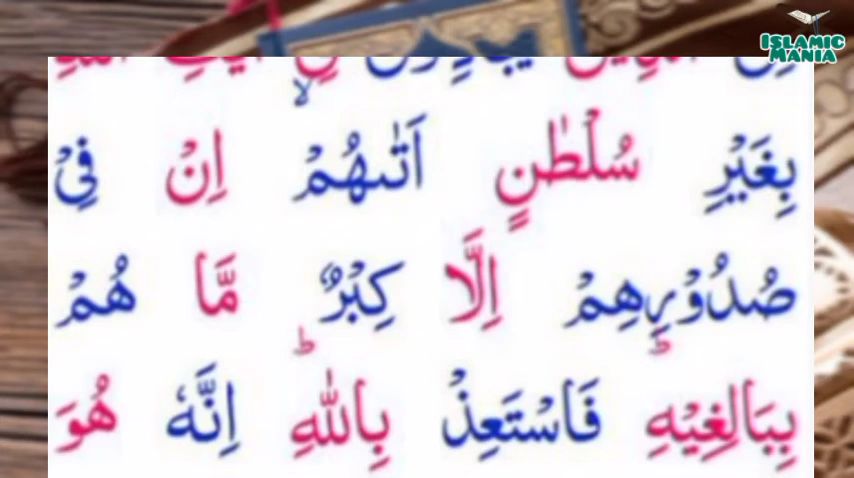 ISLAMIC
MANIA
بِغَيْرِ سُلْطٰنٍ اَتٰىهُمْ ۙ اِنْ فِيْ
صُدُوْرِهِمْ اِلَّا كِبْرٌ مَّا هُمْ
بِبَالِغِيْهِ ؕ فَاسْتَعِذْ بِاللّٰهِ ؕ اِنَّهٗ هُوَ